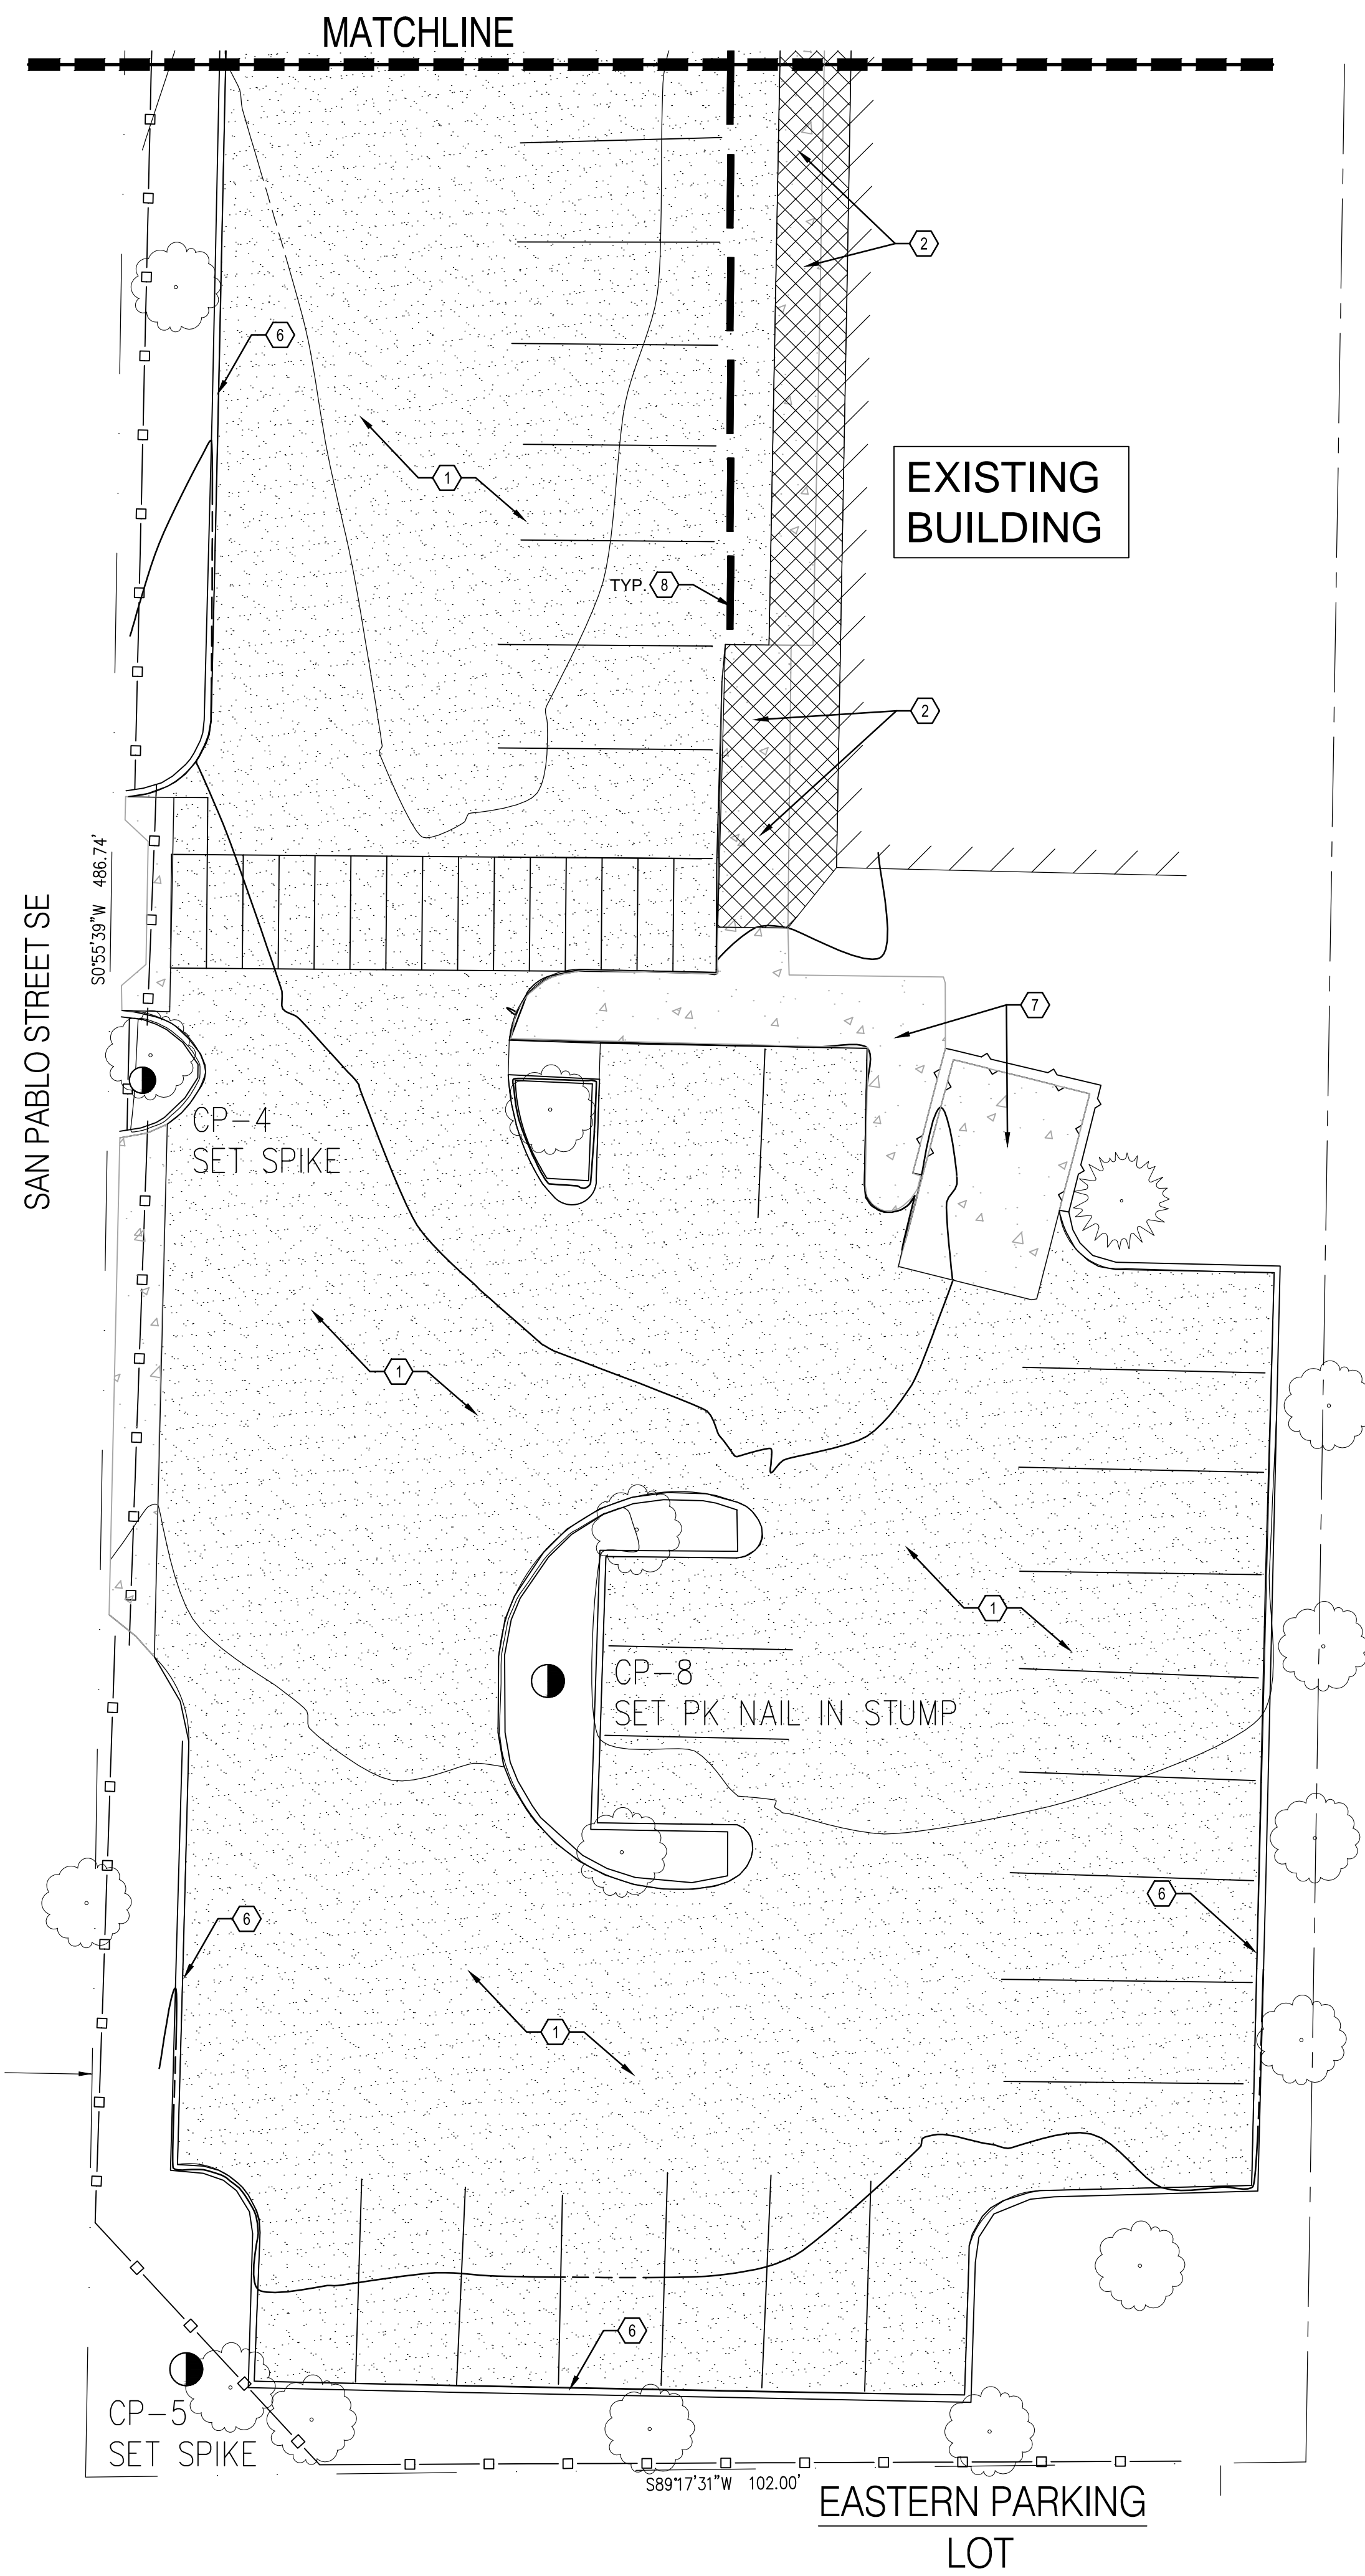 MATCHLINE
2
6
EXISTING
BUILDING
1
TYP. 8
2
S0°55'39"W 486.74'
SAN PABLO STREET SE
7
CP-4
SET SPIKE
1
1
CP-8
SET PK NAIL IN STUMP
6
6
1
6
CP-5
SET SPIKE
S89°17'31"W 102.00'
EASTERN PARKING
LOT